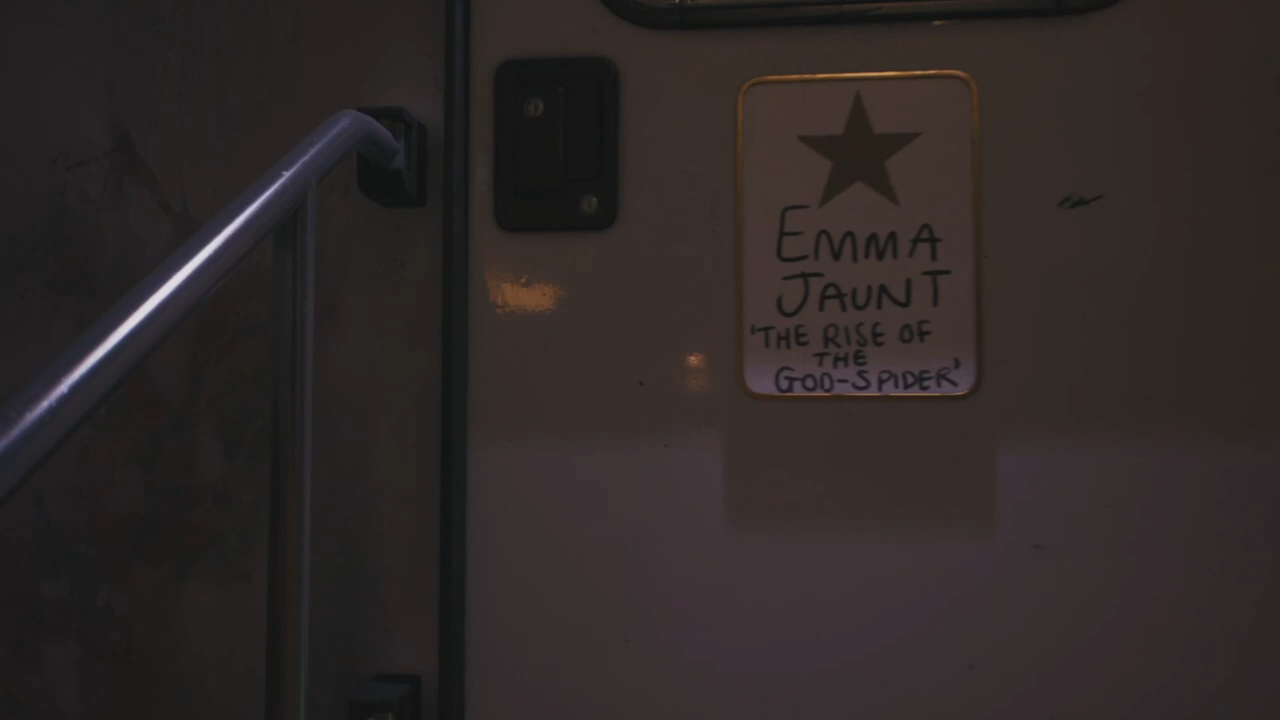 EMMA
JAUNT
'THE RISE OF
THE
GOD-SPIDER'